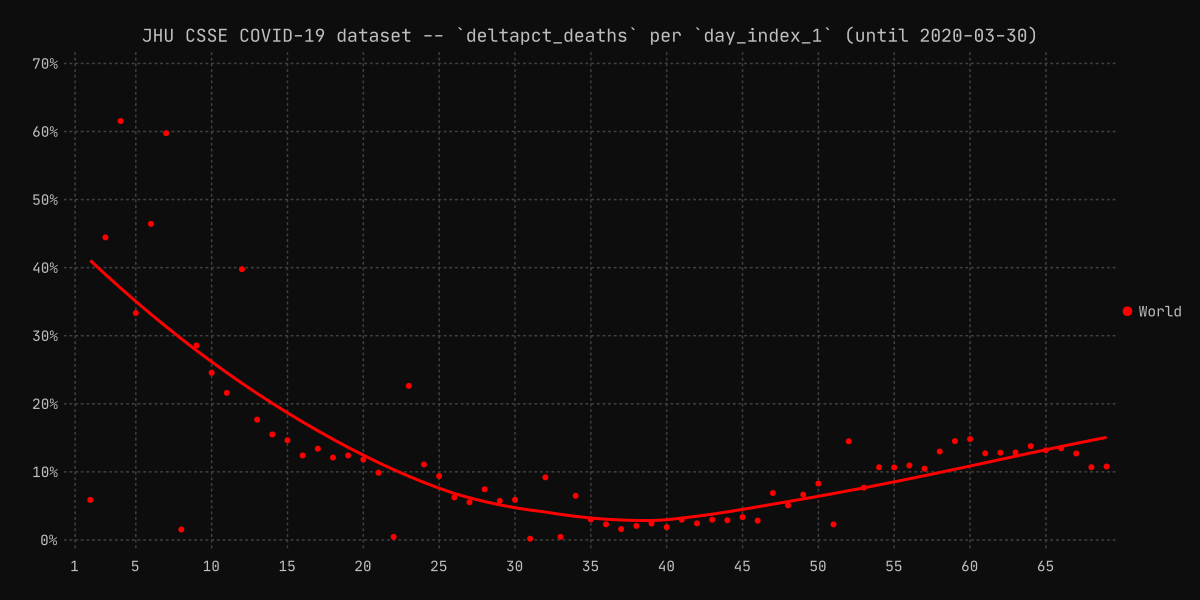 JHU CSSE COVID-19 dataset -- `deltapct_deaths` per `day_index_1` (until 2020-03-30)
70%
60%
50%
40%
30%
20%
10%
0%
World
1 5 10 15 20 25 30 35 40 45 50 55 60 65